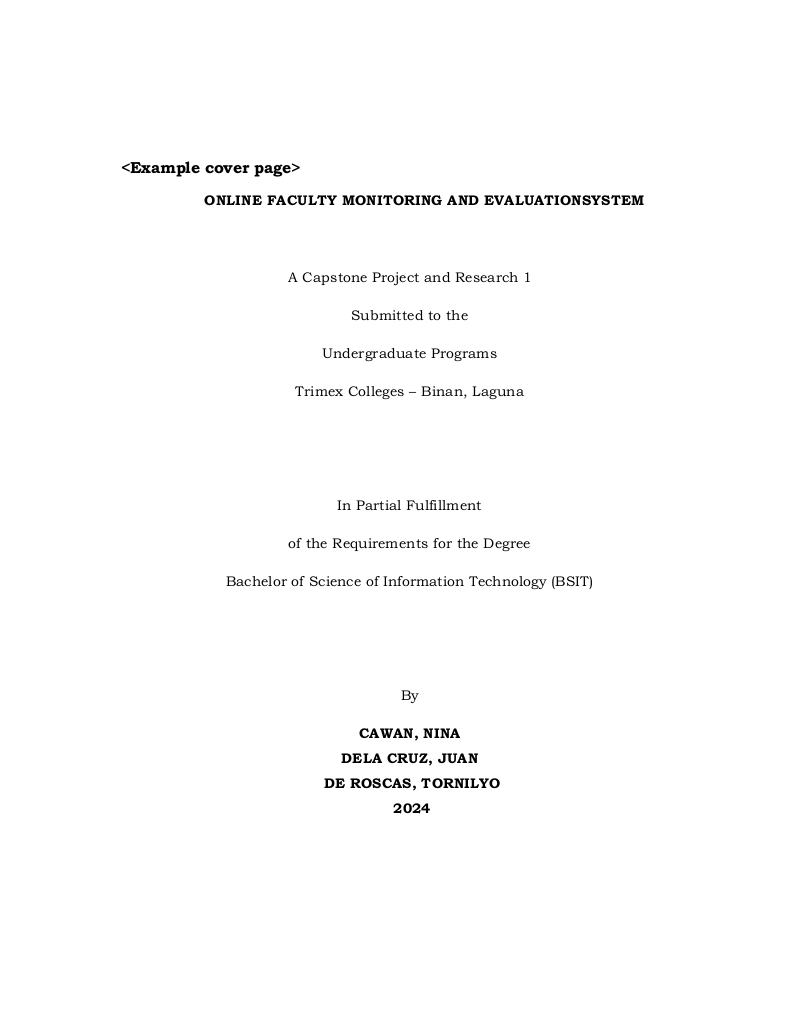 <Example cover page>
ONLINE FACULTY MONITORING AND EVALUATIONSYSTEM
A Capstone Project and Research 1
Submitted to the
Undergraduate Programs
Trimex Colleges – Binan, Laguna
In Partial Fulfillment
of the Requirements for the Degree
Bachelor of Science of Information Technology (BSIT)
By
CAWAN, NINA
DELA CRUZ, JUAN
DE ROSCAS, TORNILYO
2024